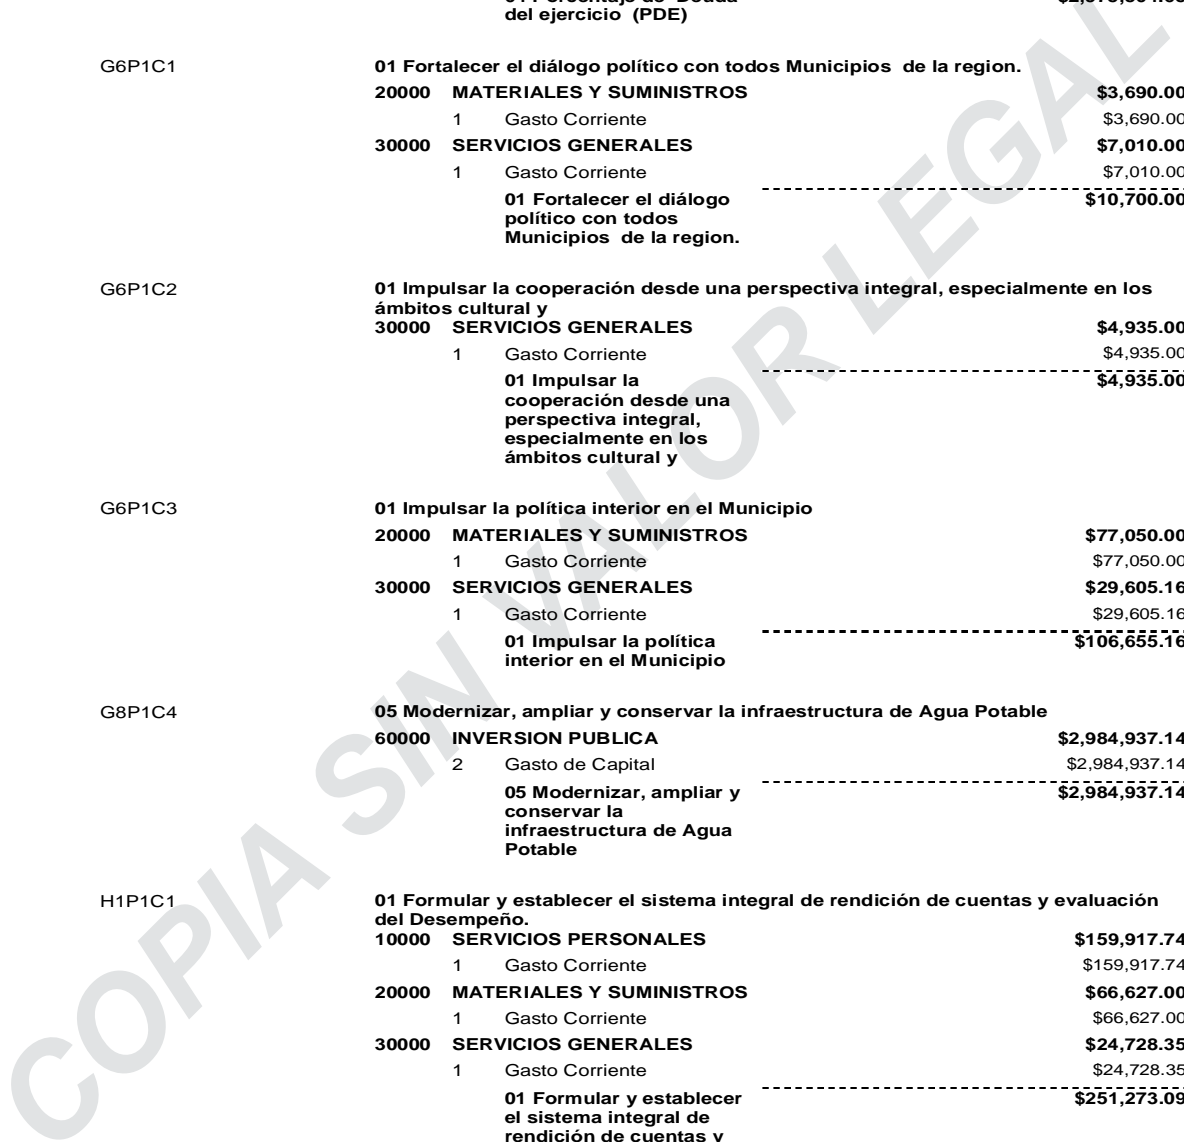 del ejercicio  (PDE)
G6P1C1 01 Fortalecer el diálogo político con todos Municipios  de la region.
20000 MATERIALES Y SUMINISTROS $3,690.00
1 Gasto Corriente $3,690.00
30000 SERVICIOS GENERALES $7,010.00
1 Gasto Corriente $7,010.00
01 Fortalecer el diálogo $10,700.00
político con todos
Municipios  de la region.
G6P1C2 01 Impulsar la cooperación desde una perspectiva integral, especialmente en los
ámbitos cultural y
30000 SERVICIOS GENERALES $4,935.00
1 Gasto Corriente $4,935.00
01 Impulsar la $4,935.00
cooperación desde una
perspectiva integral,
especialmente en los
ámbitos cultural y
G6P1C3 01 Impulsar la política interior en el Municipio
20000 MATERIALES Y SUMINISTROS $77,050.00
1 Gasto Corriente $77,050.00
30000 SERVICIOS GENERALES $29,605.16
1 Gasto Corriente $29,605.16
01 Impulsar la política $106,655.16
interior en el Municipio
G8P1C4 05 Modernizar, ampliar y conservar la infraestructura de Agua Potable
60000 INVERSION PUBLICA $2,984,937.14
2 Gasto de Capital $2,984,937.14
05 Modernizar, ampliar y $2,984,937.14
conservar la
infraestructura de Agua
Potable
H1P1C1 01 Formular y establecer el sistema integral de rendición de cuentas y evaluación
del Desempeño.
10000 SERVICIOS PERSONALES $159,917.74
1 Gasto Corriente $159,917.74
20000 MATERIALES Y SUMINISTROS $66,627.00
1 Gasto Corriente $66,627.00
30000 SERVICIOS GENERALES $24,728.35
1 Gasto Corriente $24,728.35
01 Formular y establecer $251,273.09
el sistema integral de
rendición de cuentas y
COPIA SIN VALOR LEGAL